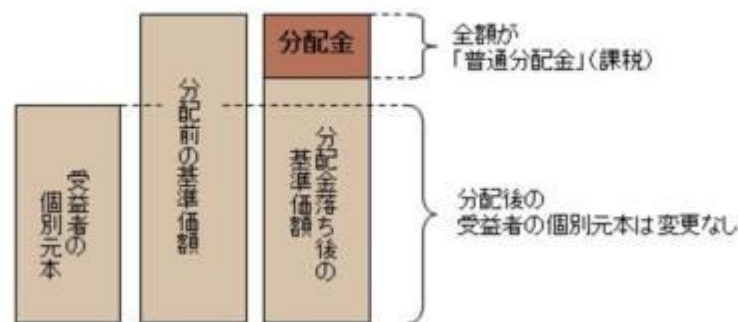 受益者の
個別元本
分配前の基準価額
分配金
分配金落ち後の
基準価額
全額が
「普通分配金」(課税)
分配後の
受益者の個別元本は変更なし